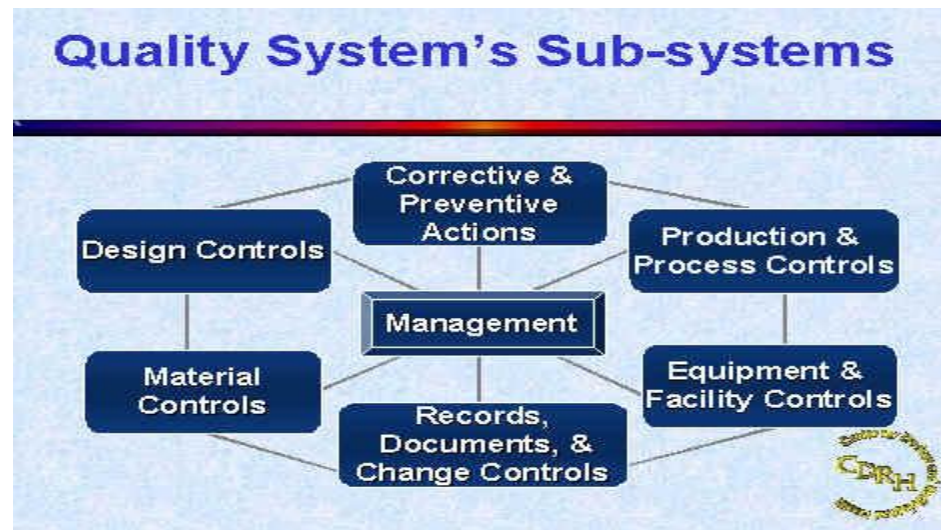 Quality System's Sub-systems
Corrective &
Preventive
Actions
Design Controls
Production &
Process Controls
Management
Material
Controls
Equipment &
Facility Controls
Records,
Documents, &
Change Controls
CDRH